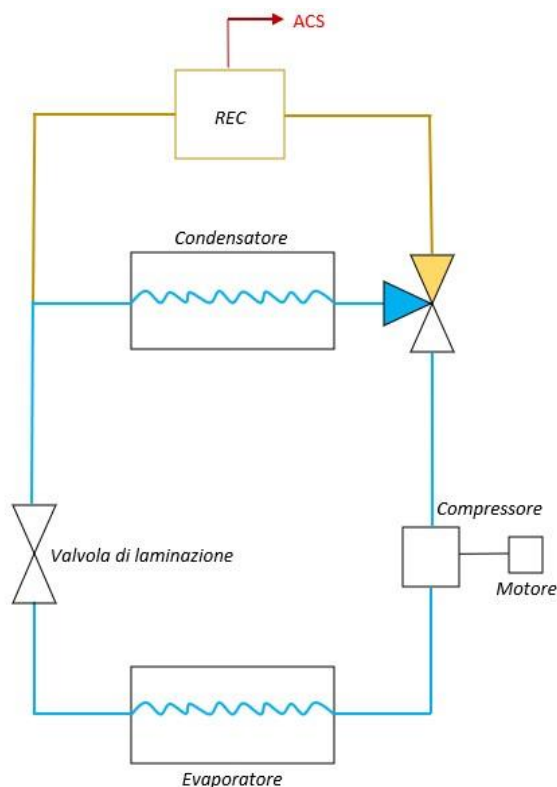 ACS
REC
Condensatore
Compressore
Valvola di laminazione
Motore
Evaporatore